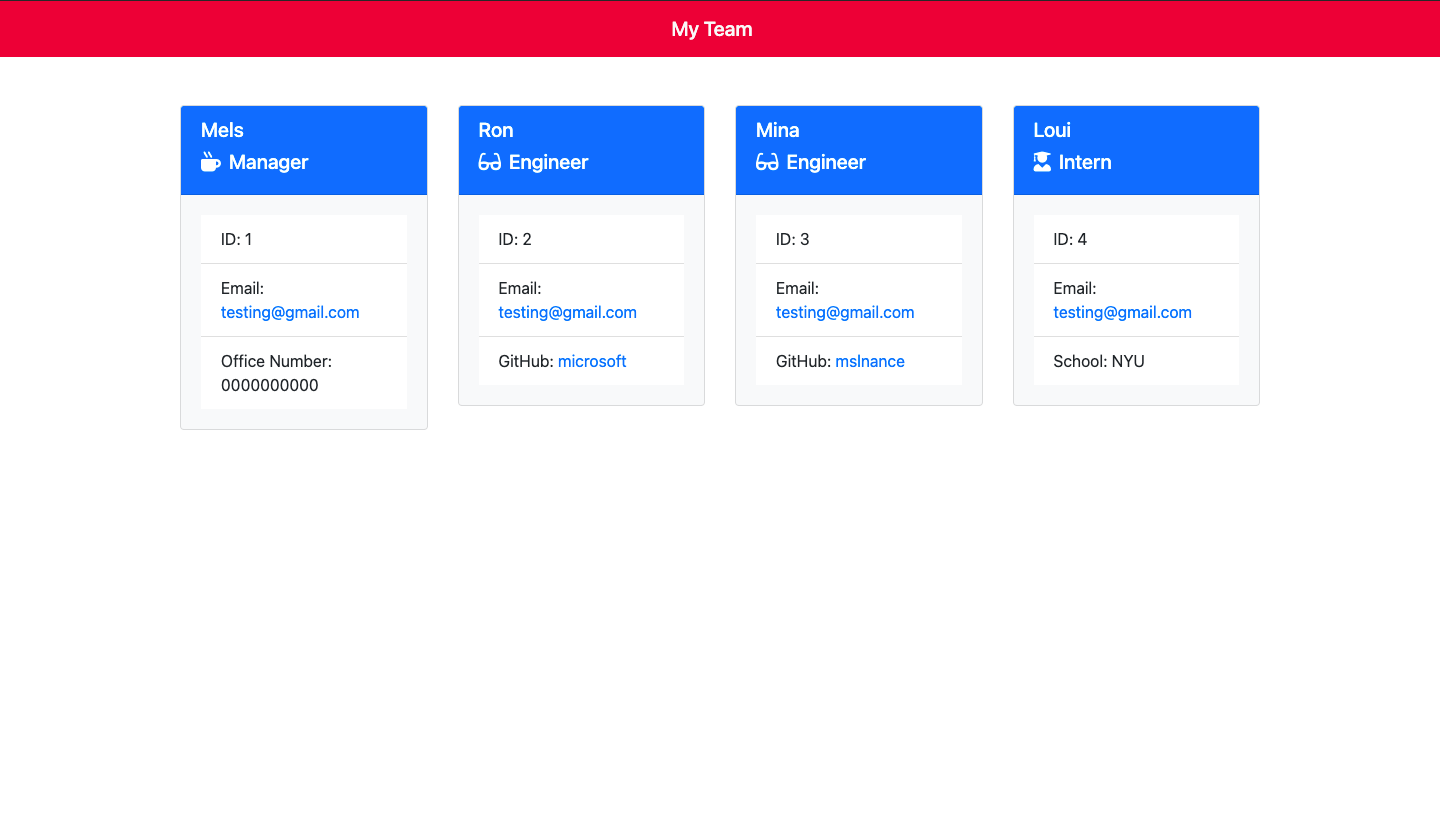 My Team
Mels
Manager
ID: 1
Email:
testing@gmail.com
Office Number:
0000000000
Ron
Engineer
ID: 2
Email:
testing@gmail.com
GitHub: microsoft
Mina
Engineer
ID: 3
Email:
testing@gmail.com
GitHub: mslnance
Loui
Intern
ID: 4
Email:
testing@gmail.com
School: NYU